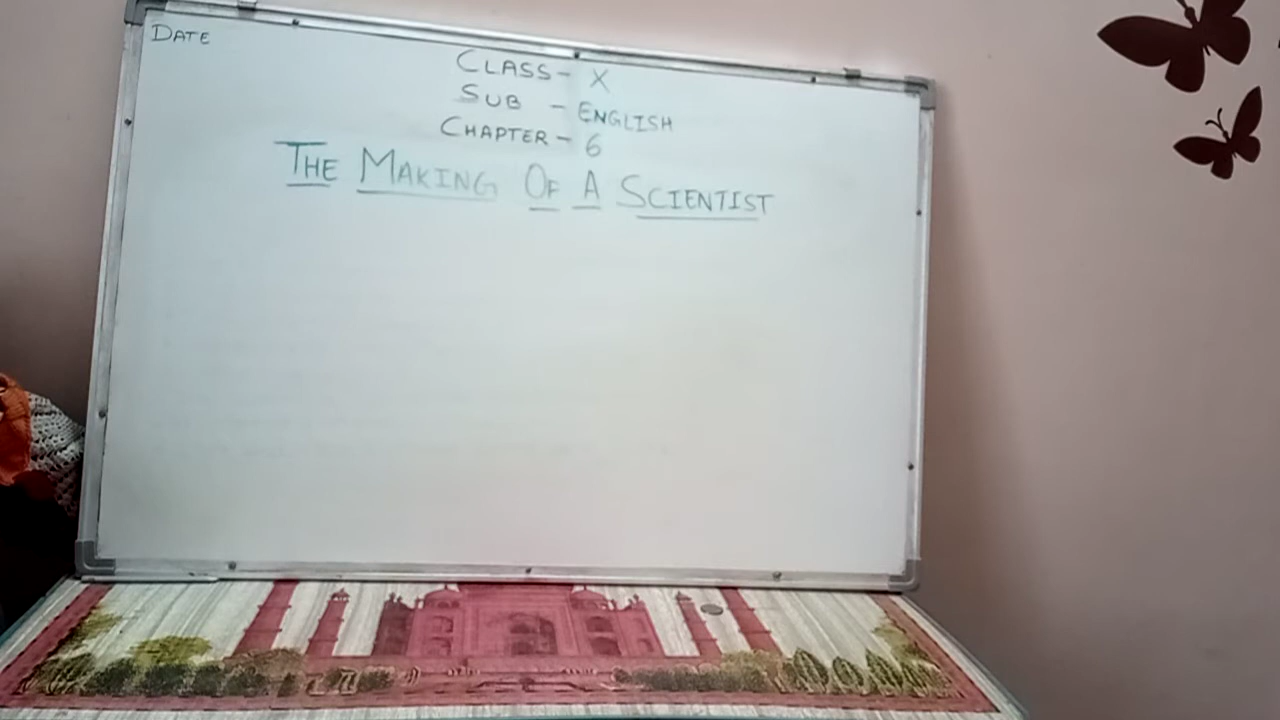 DATE
CLASS - X
SUB - ENGLISH
CHAPTER - 6
THE MAKING OF A SCIENTIST